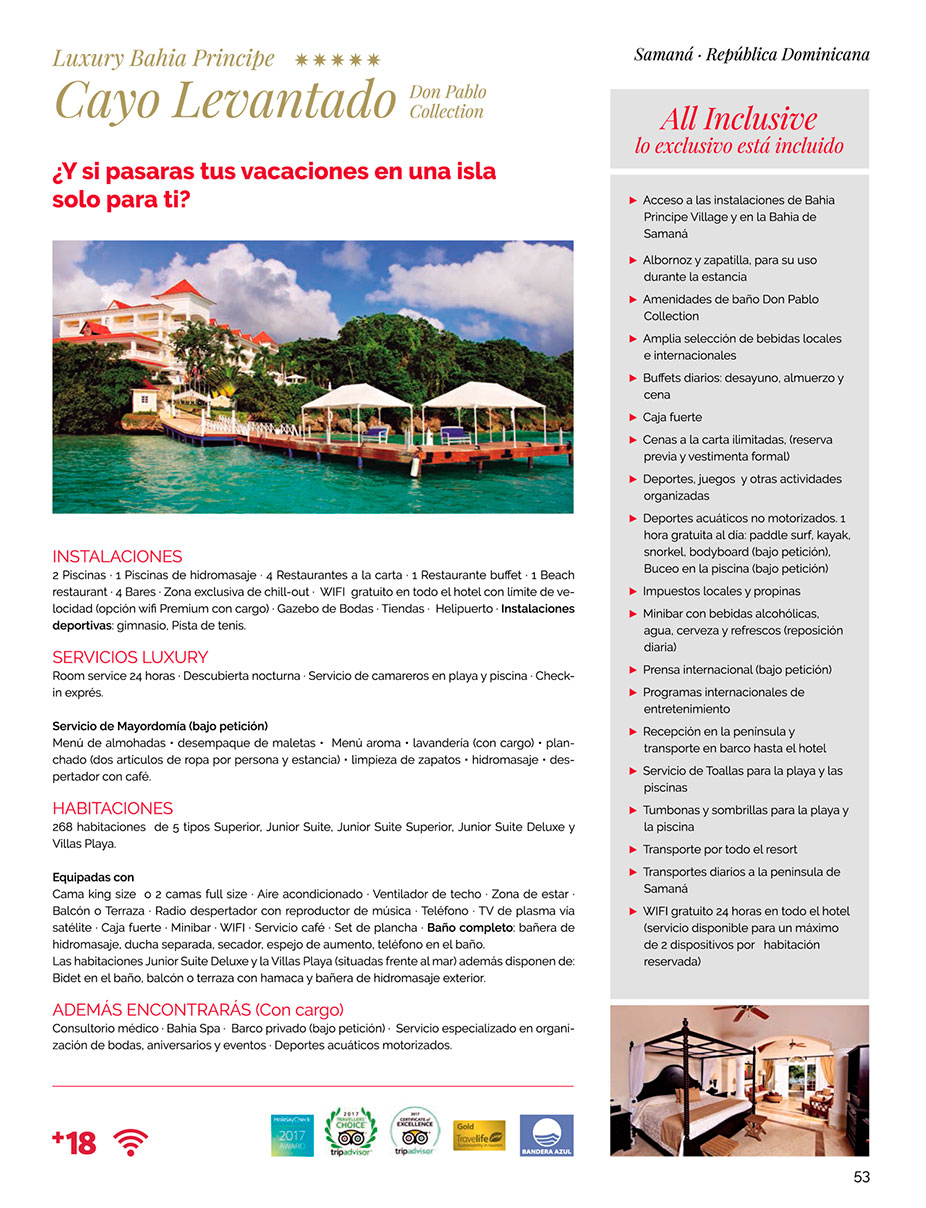 Luxury Bahia Principe ✷ ✷ ✷ ✷ ✷
Cayo Levantado Don Pablo
Collection
¿Y si pasaras tus vacaciones en una isla
solo para ti?
INSTALACIONES
2 Piscinas · 1 Piscinas de hidromasaje · 4 Restaurantes a la carta · 1 Restaurante buffet · 1 Beach
restaurant · 4 Bares · Zona exclusiva de chill-out · WIFI gratuito en todo el hotel con límite de ve-
locidad (opción wifi Premium con cargo) · Gazebo de Bodas · Tiendas · Helipuerto · Instalaciones
deportivas: gimnasio, Pista de tenis.
SERVICIOS LUXURY
Room service 24 horas · Descubierta nocturna · Servicio de camareros en playa y piscina · Check-
in exprés.
Servicio de Mayordomía (bajo petición)
Menú de almohadas • desempaque de maletas • Menú aroma • lavandería (con cargo) • plan-
chado (dos artículos de ropa por persona y estancia) • limpieza de zapatos • hidromasaje • des-
pertador con café.
HABITACIONES
268 habitaciones de 5 tipos Superior, Junior Suite, Junior Suite Superior, Junior Suite Deluxe y
Villas Playa.
Equipadas con
Cama king size o 2 camas full size · Aire acondicionado · Ventilador de techo · Zona de estar ·
Balcón o Terraza · Radio despertador con reproductor de música · Teléfono · TV de plasma vía
satélite · Caja fuerte · Minibar · WIFI · Servicio café · Set de plancha · Baño completo: bañera de
hidromasaje, ducha separada, secador, espejo de aumento, teléfono en el baño.
Las habitaciones Junior Suite Deluxe y la Villas Playa (situadas frente al mar) además disponen de:
Bidet en el baño, balcón o terraza con hamaca y bañera de hidromasaje exterior.
ADEMÁS ENCONTRARÁS (Con cargo)
Consultorio médico · Bahia Spa · Barco privado (bajo petición) · Servicio especializado en organi-
zación de bodas, aniversarios y eventos · Deportes acuáticos motorizados.
+18
HolidayCheck
2017
AWARD
2017
TRAVELLERS'
CHOICE
tripadvisor
2017
CERTIFICATE of
EXCELLENCE
tripadvisor
Gold
Travelife
Sustainability in tourism
BANDERA AZUL
Samaná · República Dominicana
All Inclusive
lo exclusivo está incluido
► Acceso a las instalaciones de Bahia
Principe Village y en la Bahia de
Samaná
► Albornoz y zapatilla, para su uso
durante la estancia
► Amenidades de baño Don Pablo
Collection
► Amplia selección de bebidas locales
e internacionales
► Buffets diarios: desayuno, almuerzo y
cena
► Caja fuerte
► Cenas a la carta ilimitadas, (reserva
previa y vestimenta formal)
► Deportes, juegos y otras actividades
organizadas
► Deportes acuáticos no motorizados. 1
hora gratuita al día: paddle surf, kayak,
snorkel, bodyboard (bajo petición),
Buceo en la piscina (bajo petición)
► Impuestos locales y propinas
► Minibar con bebidas alcohólicas,
agua, cerveza y refrescos (reposición
diaria)
► Prensa internacional (bajo petición)
► Programas internacionales de
entretenimiento
► Recepción en la península y
transporte en barco hasta el hotel
► Servicio de Toallas para la playa y las
piscinas
► Tumbonas y sombrillas para la playa y
la piscina
► Transporte por todo el resort
► Transportes diarios a la peninsula de
Samaná
► WIFI gratuito 24 horas en todo el hotel
(servicio disponible para un máximo
de 2 dispositivos por habitación
reservada)
53